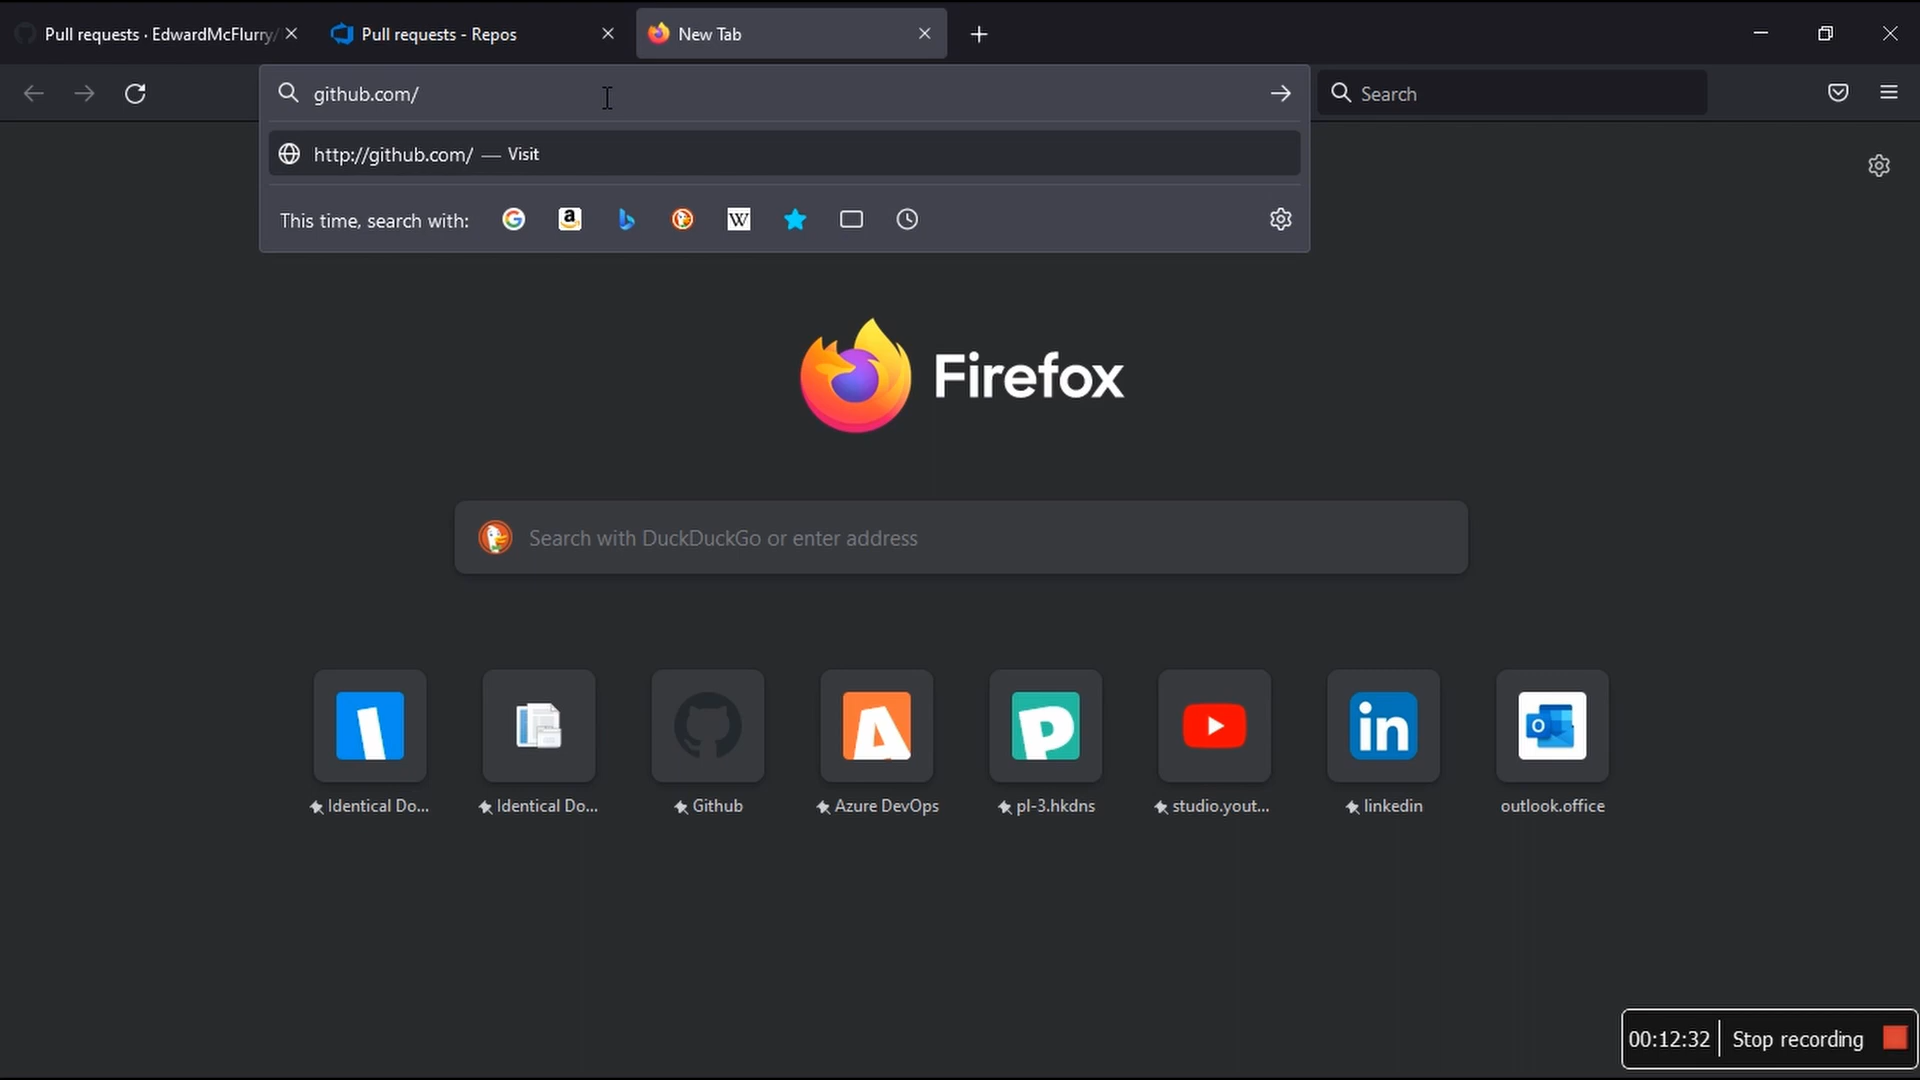 Pull requests · EdwardMcFlurry/
Pull requests - Repos
New Tab
github.com/
Search
http://github.com/ — Visit
This time, search with:
Firefox
Search with DuckDuckGo or enter address
Identical Do...
Identical Do...
Github
Azure DevOps
pl-3.hkdns
studio.yout...
linkedin
outlook.office
00:12:32 Stop recording